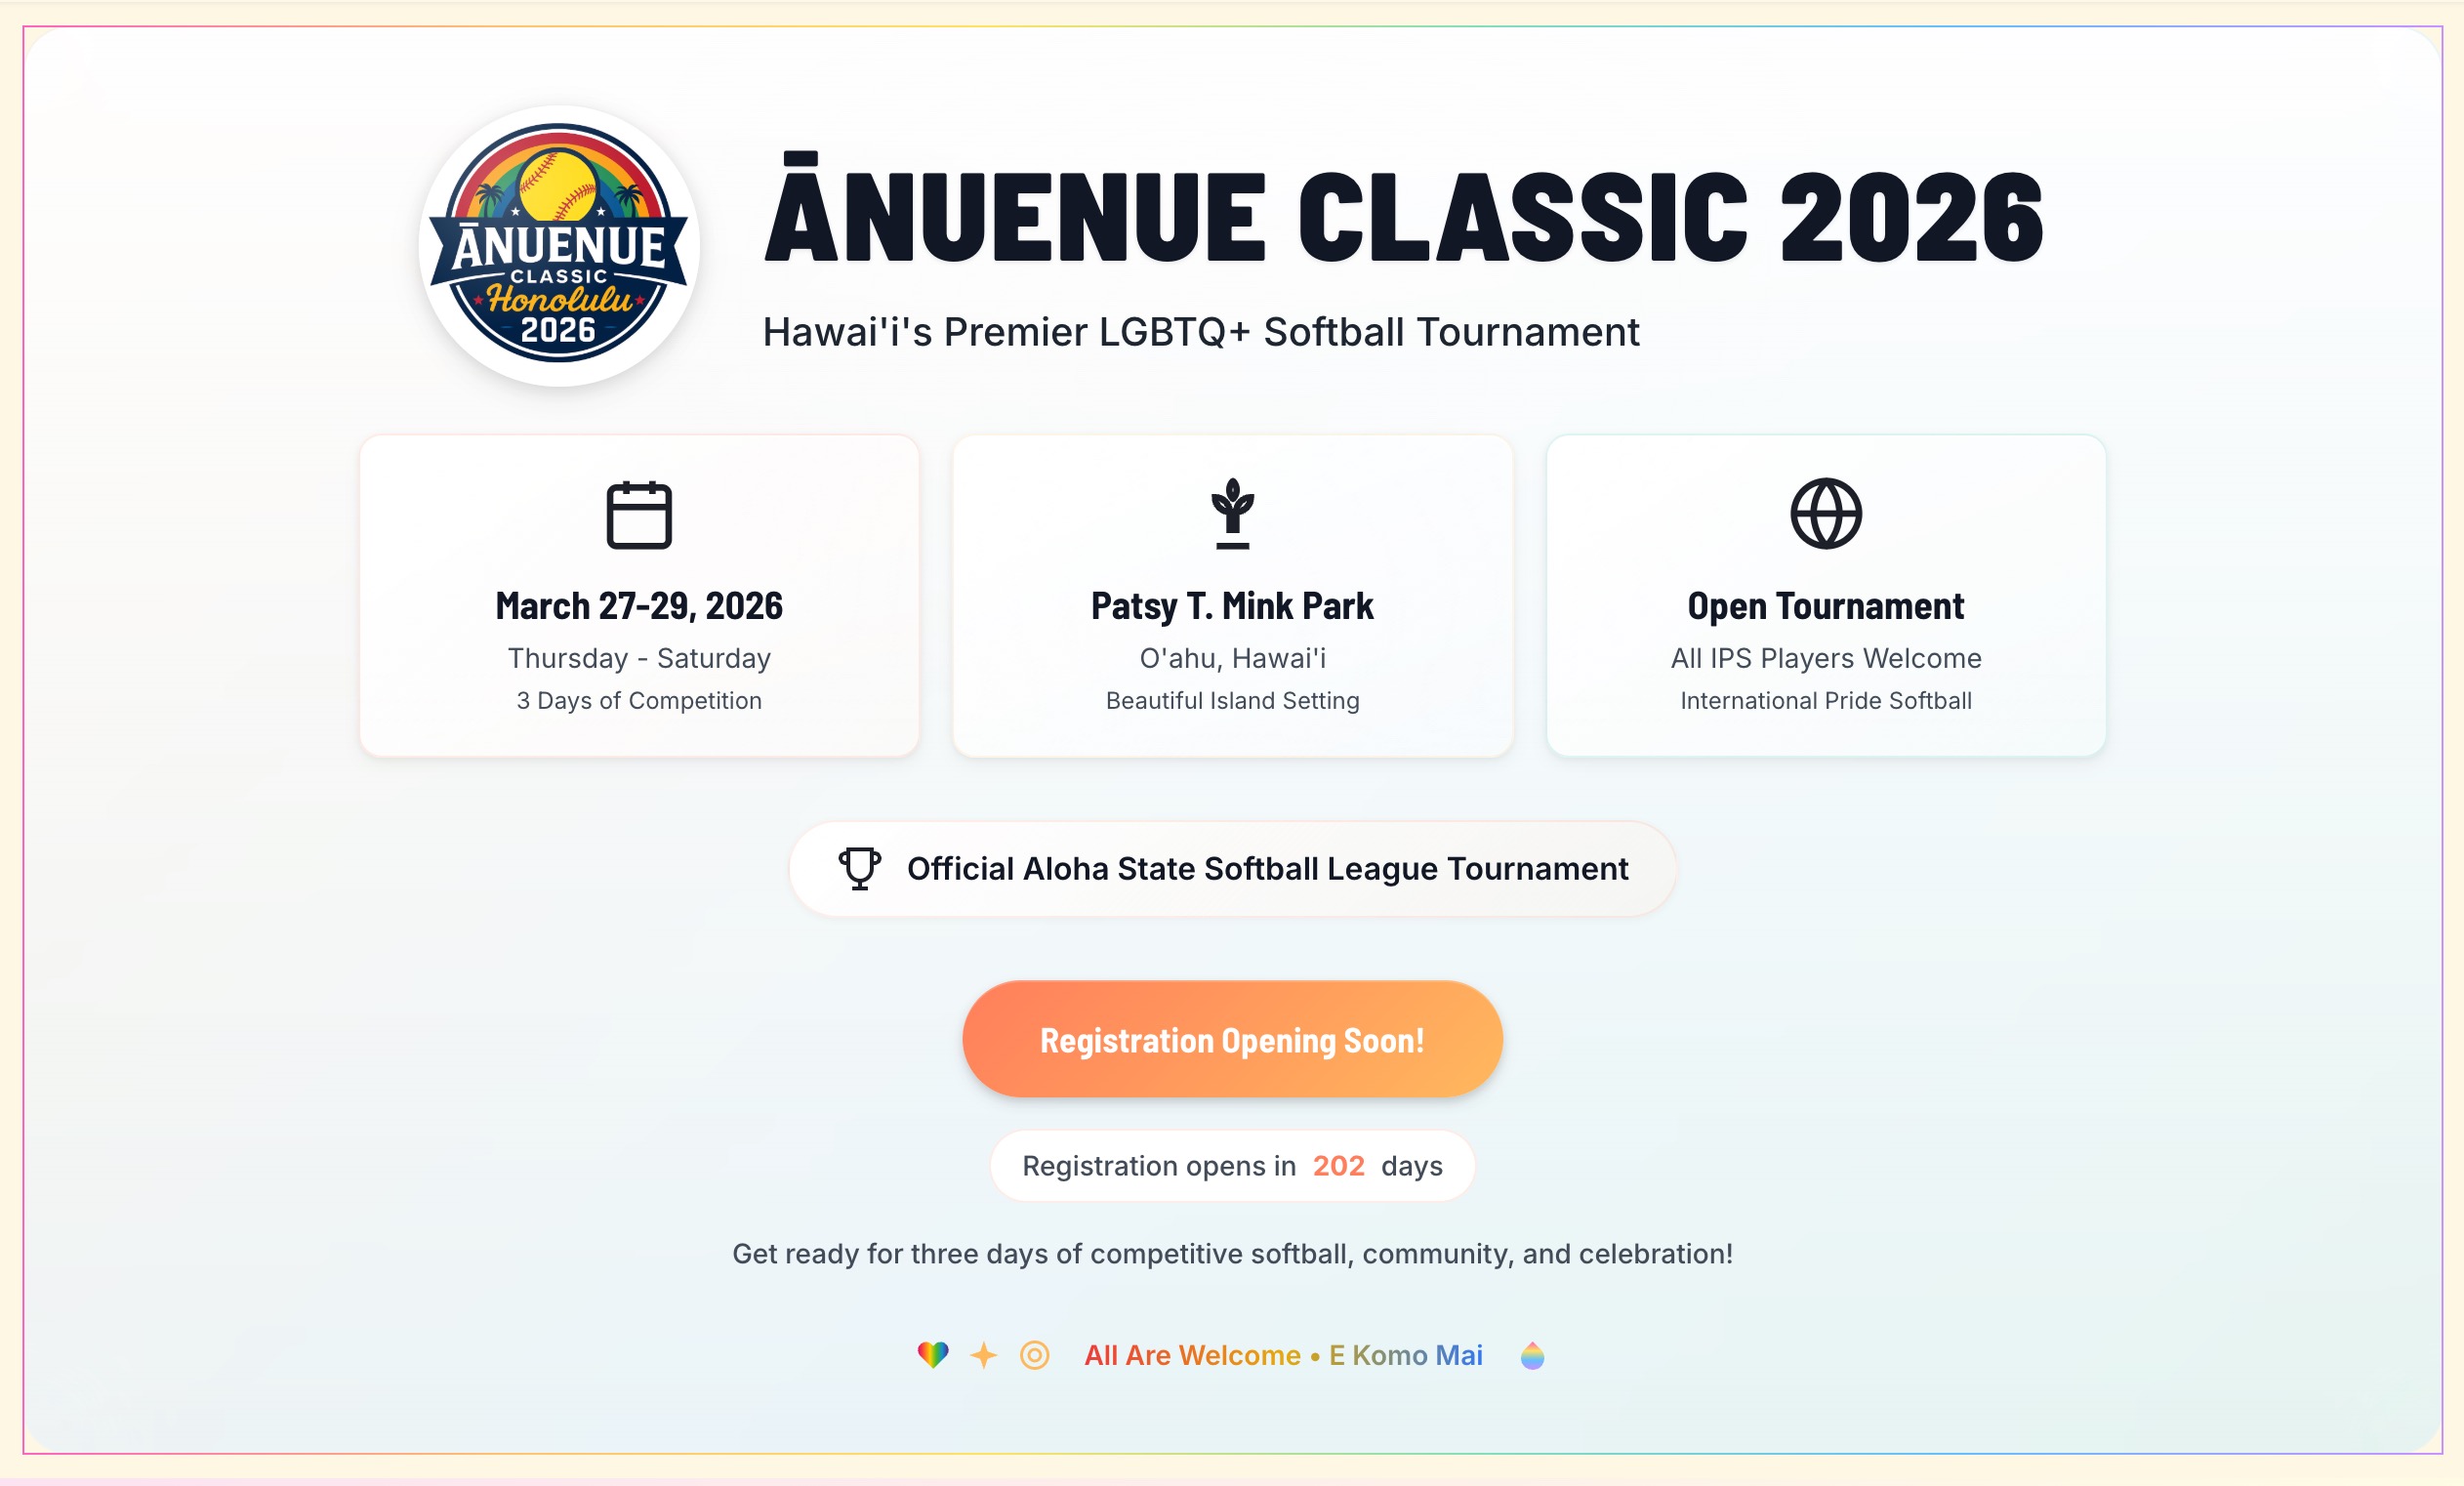 ĀNUENUE
CLASSIC
Honolulu
2026
ĀNUENUE CLASSIC 2026
Hawai'i's Premier LGBTQ+ Softball Tournament
March 27-29, 2026
Thursday - Saturday
3 Days of Competition
Patsy T. Mink Park
O'ahu, Hawai'i
Beautiful Island Setting
Open Tournament
All IPS Players Welcome
International Pride Softball
Official Aloha State Softball League Tournament
Registration Opening Soon!
Registration opens in 202 days
Get ready for three days of competitive softball, community, and celebration!
All Are Welcome • E Komo Mai